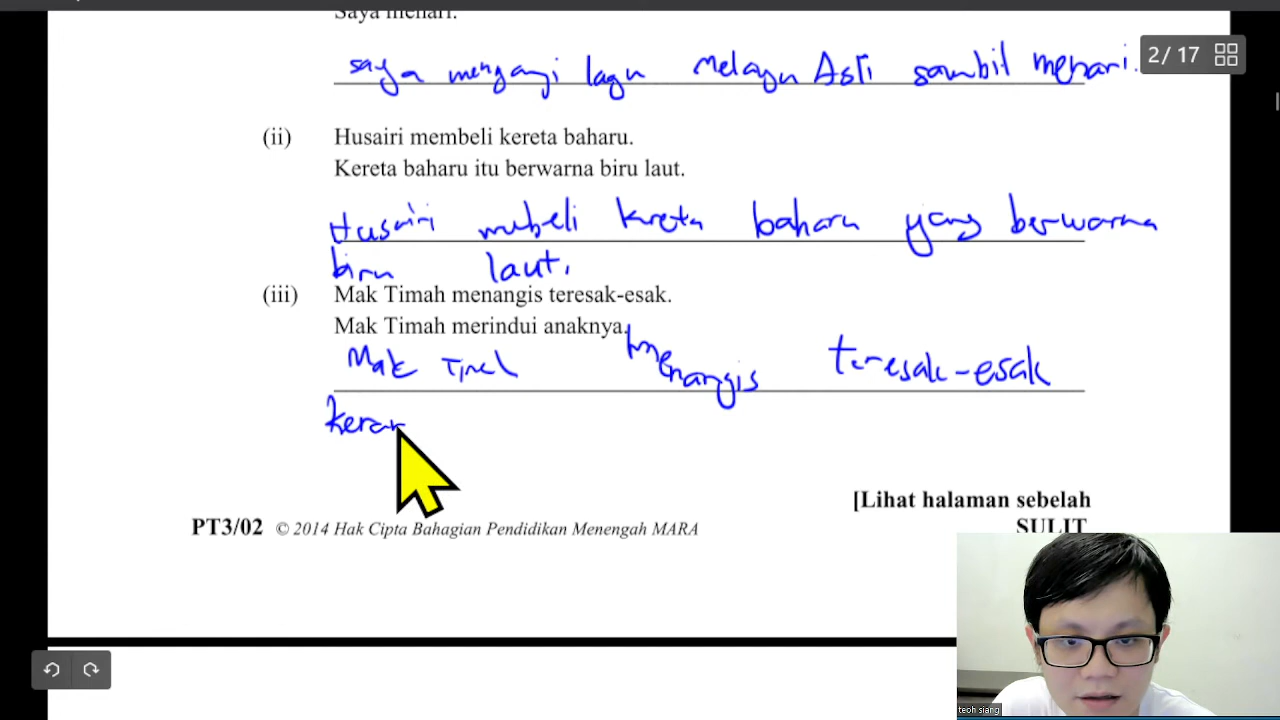 Saya menari.
saya menyanyi lagu Melayu Asli sambil menari.
2 / 17
(ii) Husairi membeli kereta baharu.
Kereta baharu itu berwarna biru laut.
Husairi mubeli kereta baharu yang berwarna
biru laut.
(iii) Mak Timah menangis teresak-esak.
Mak Timah merindui anaknya.
Mak menangis teresak-esak
keran
[Lihat halaman sebelah
PT3/02 © 2014 Hak Cipta Bahagian Pendidikan Menengah MARA SULIT
teoh siang